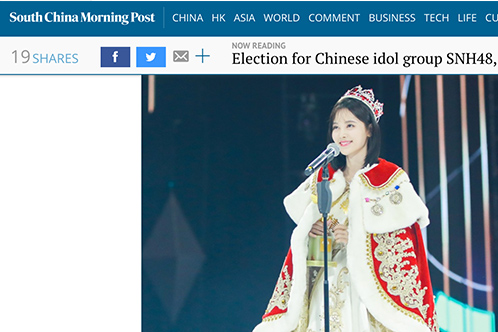 South China Morning Post CHINA HK ASIA WORLD COMMENT BUSINESS TECH LIFE CU
19 SHARES
NOW READING
Election for Chinese idol group SNH48,